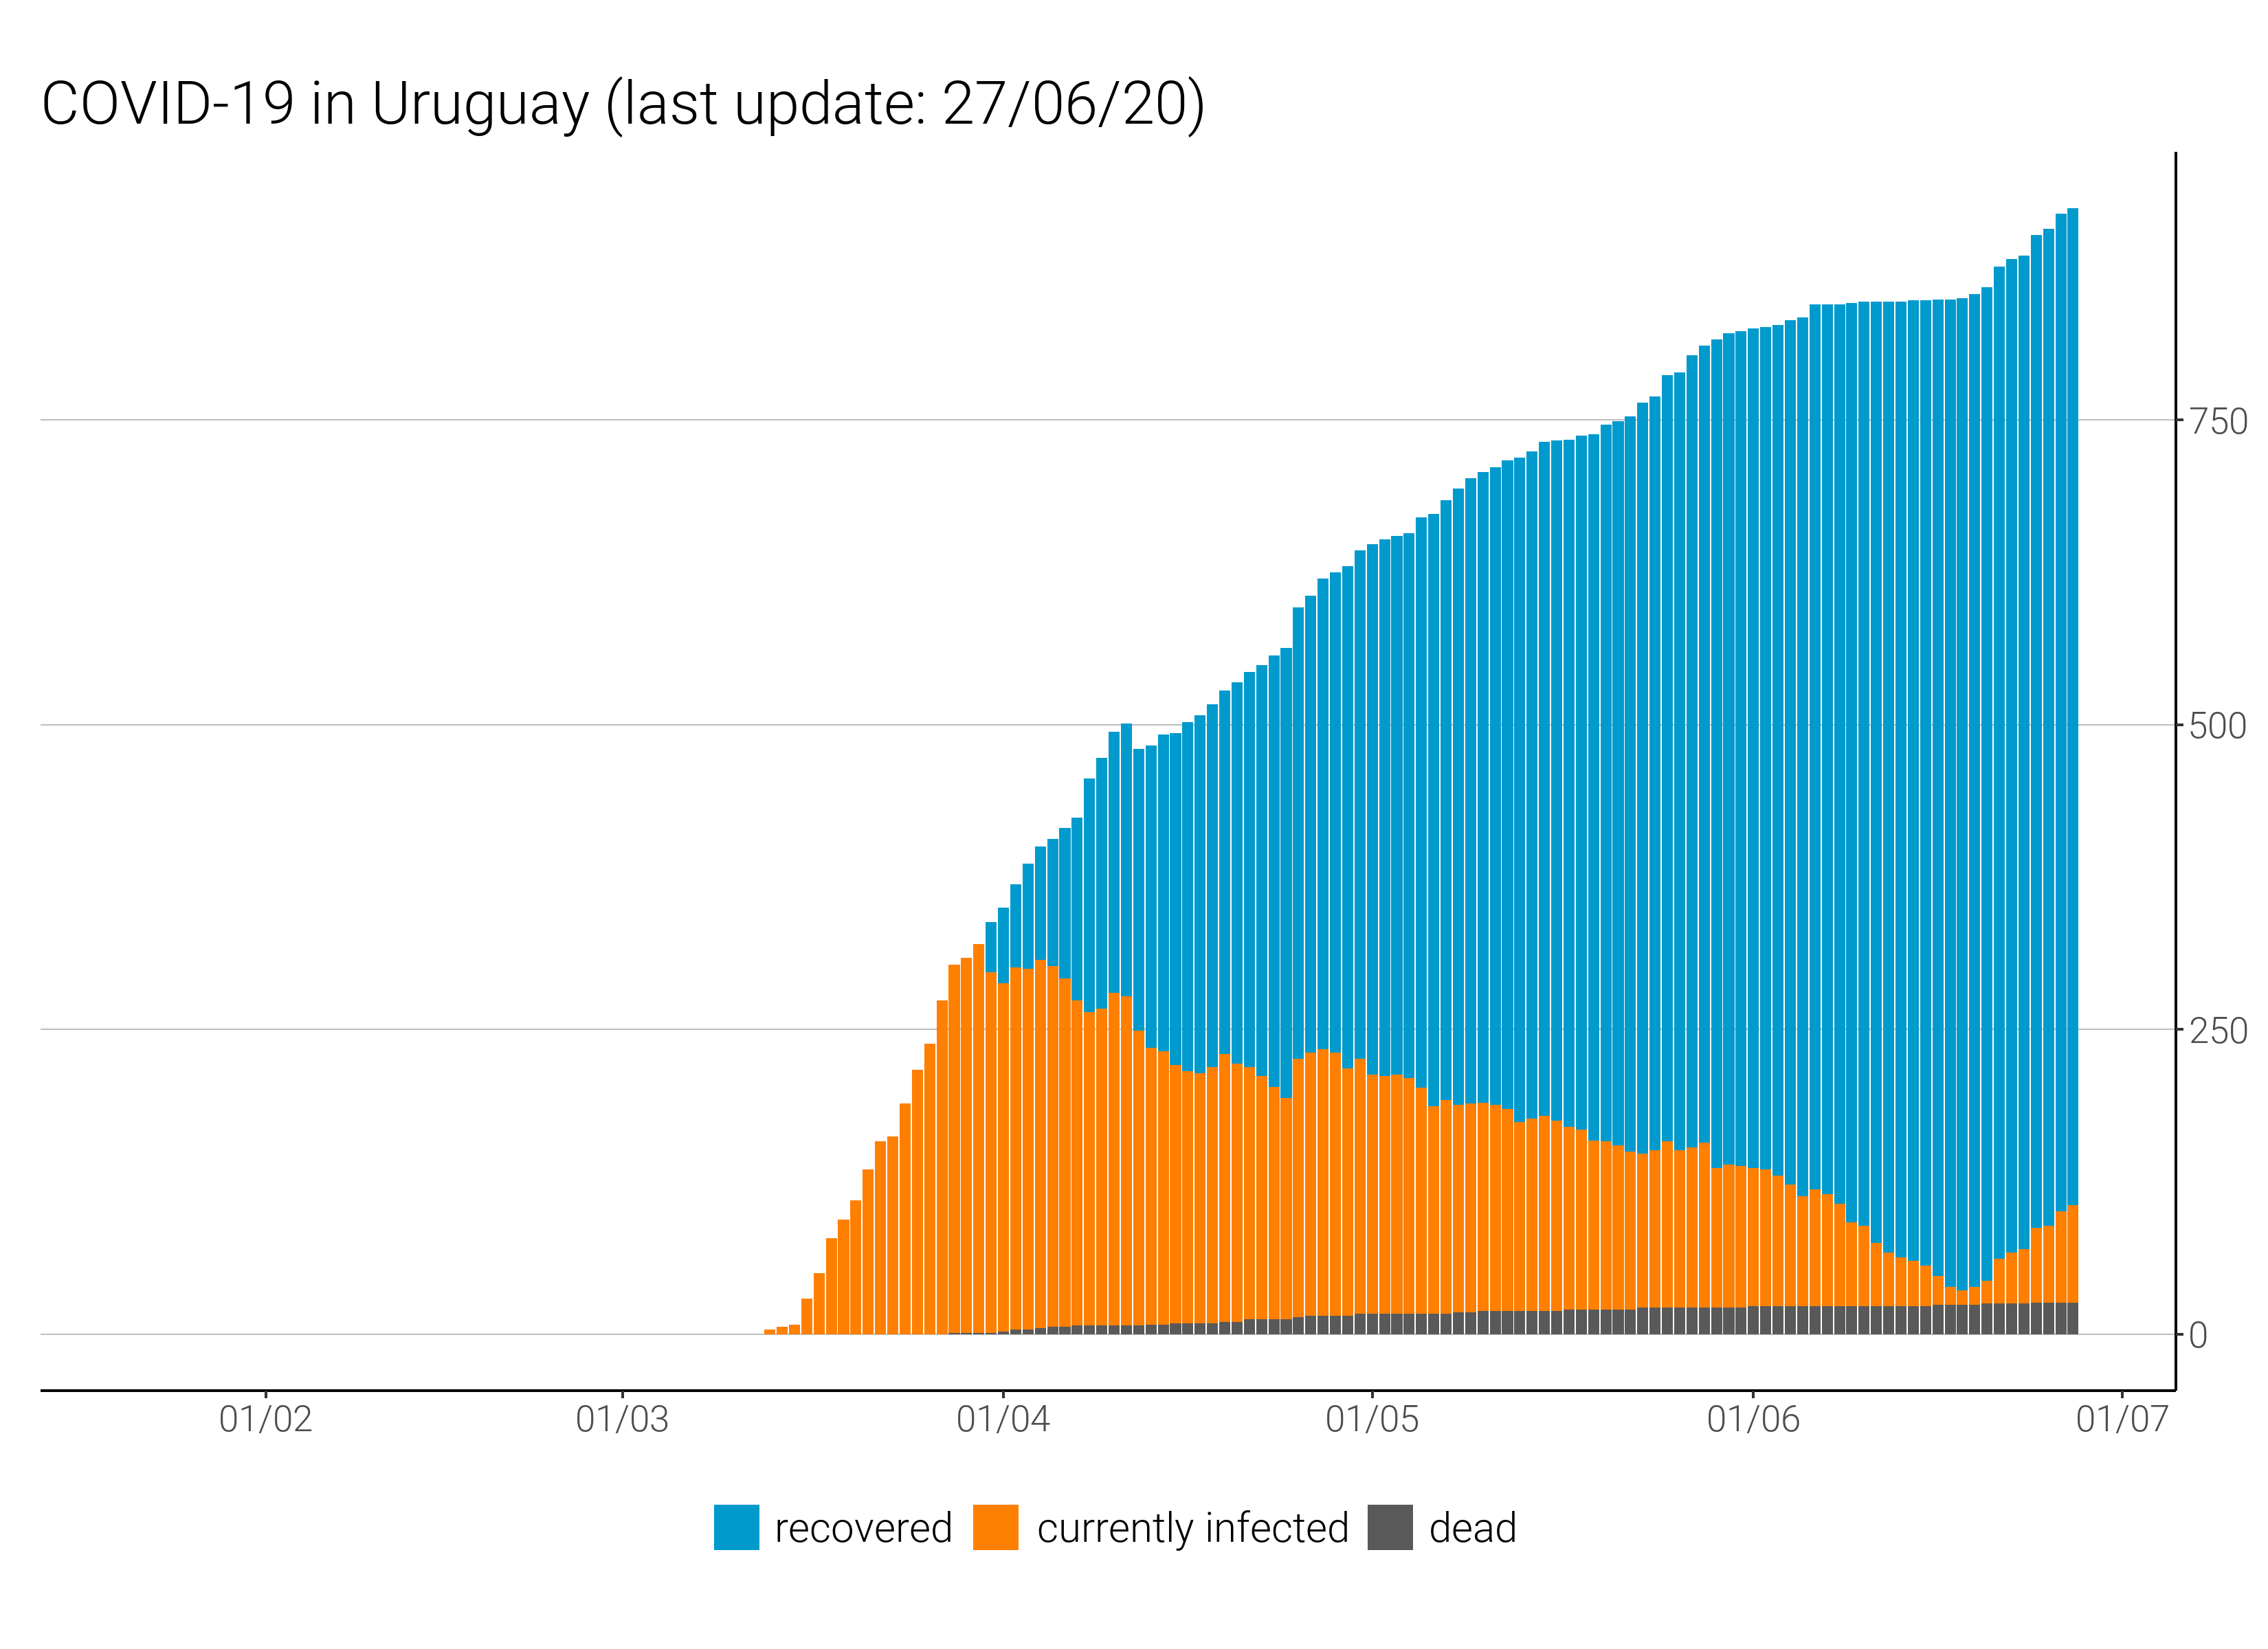 COVID-19 in Uruguay (last update: 27/06/20)
750
500
250
0
01/02 01/03 01/04 01/05 01/06 01/07
recovered currently infected dead